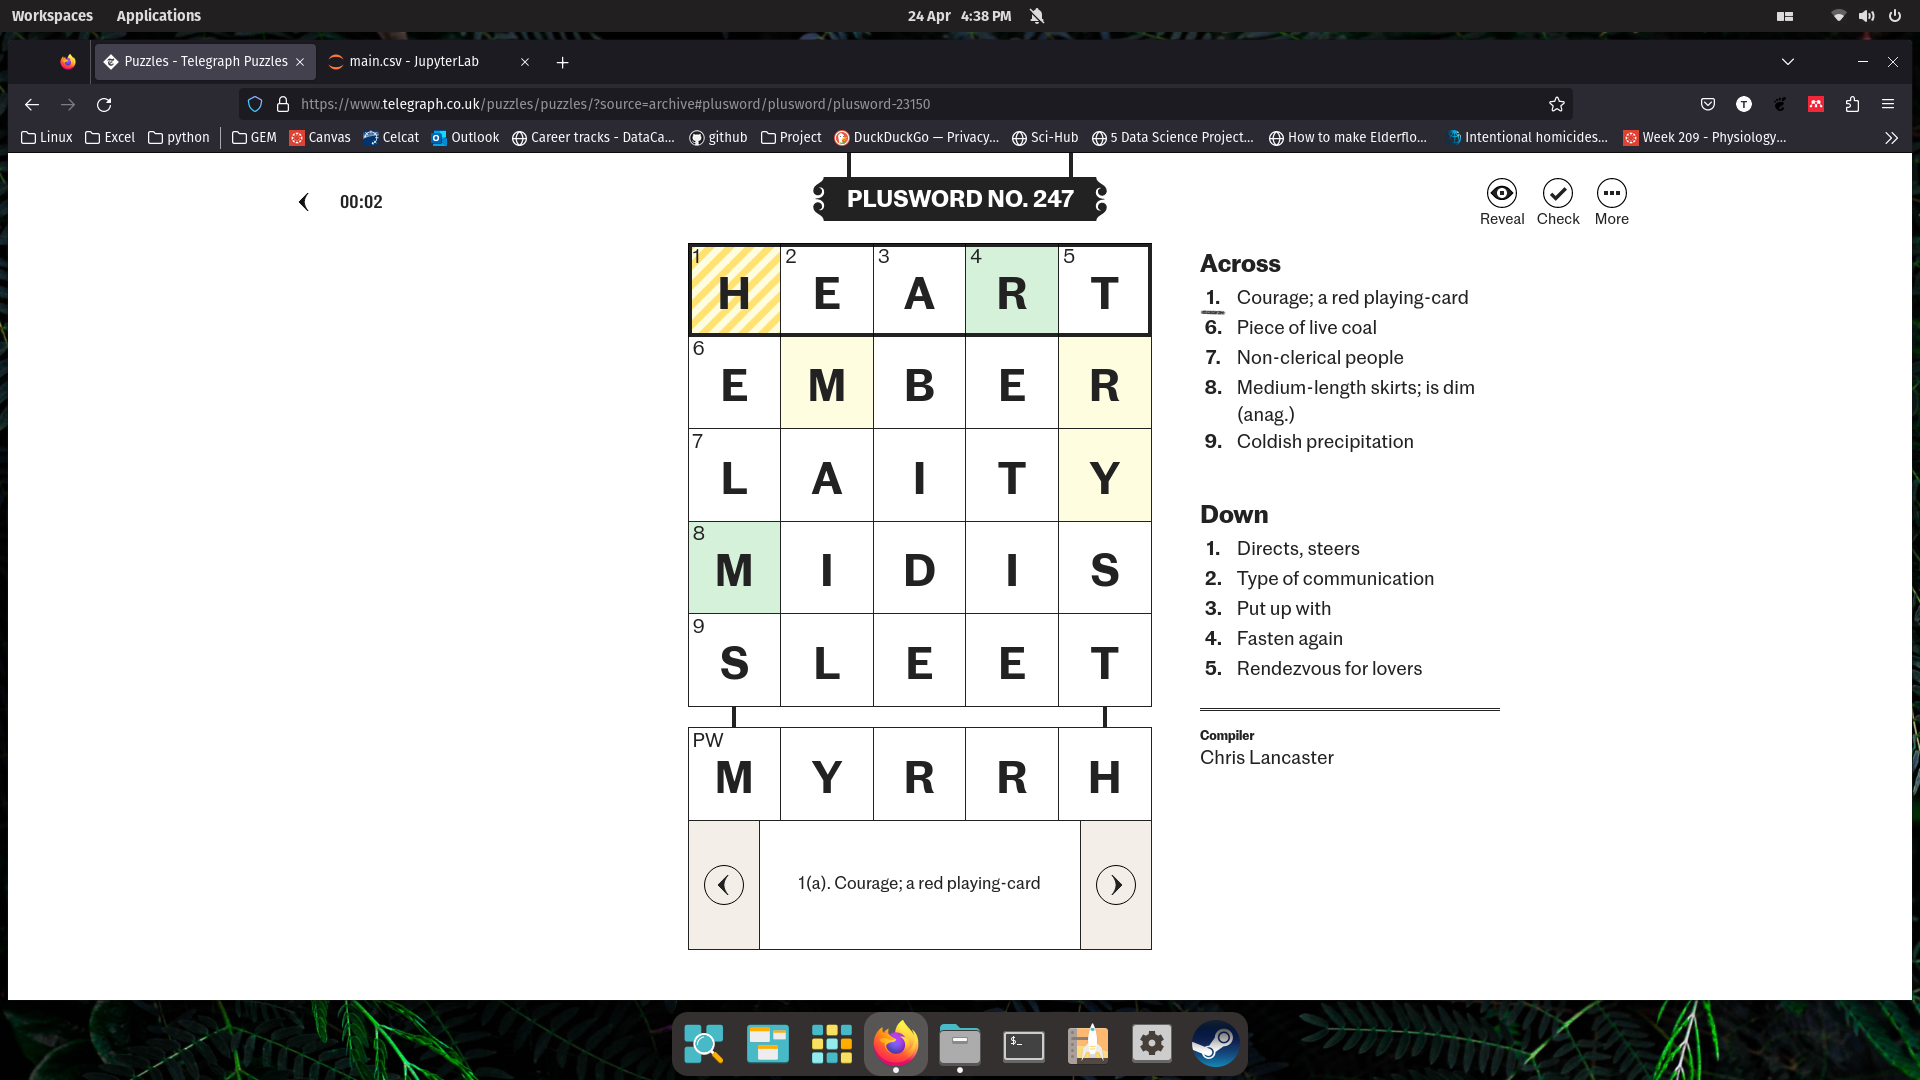 Workspaces Applications 24 Apr 4:38 PM
Puzzles - Telegraph Puzzles main.csv - JupyterLab
https://www.telegraph.co.uk/puzzles/puzzles/?source=archive#plusword/plusword/plusword-23150
Linux Excel python GEM Canvas Celcat Outlook Career tracks - DataCa... github Project DuckDuckGo — Privacy... Sci-Hub 5 Data Science Project... How to make Elderflo... Intentional homicides... Week 209 - Physiology...
00:02
PLUSWORD NO. 247
Reveal Check More
1 H 2 E 3 A 4 R 5 T
6 E M B E R
7 L A I T Y
8 M I D I S
9 S L E E T
PW M Y R R H
1(a). Courage; a red playing-card
Across
1. Courage; a red playing-card
6. Piece of live coal
7. Non-clerical people
8. Medium-length skirts; is dim
(anag.)
9. Coldish precipitation
Down
1. Directs, steers
2. Type of communication
3. Put up with
4. Fasten again
5. Rendezvous for lovers
Compiler
Chris Lancaster